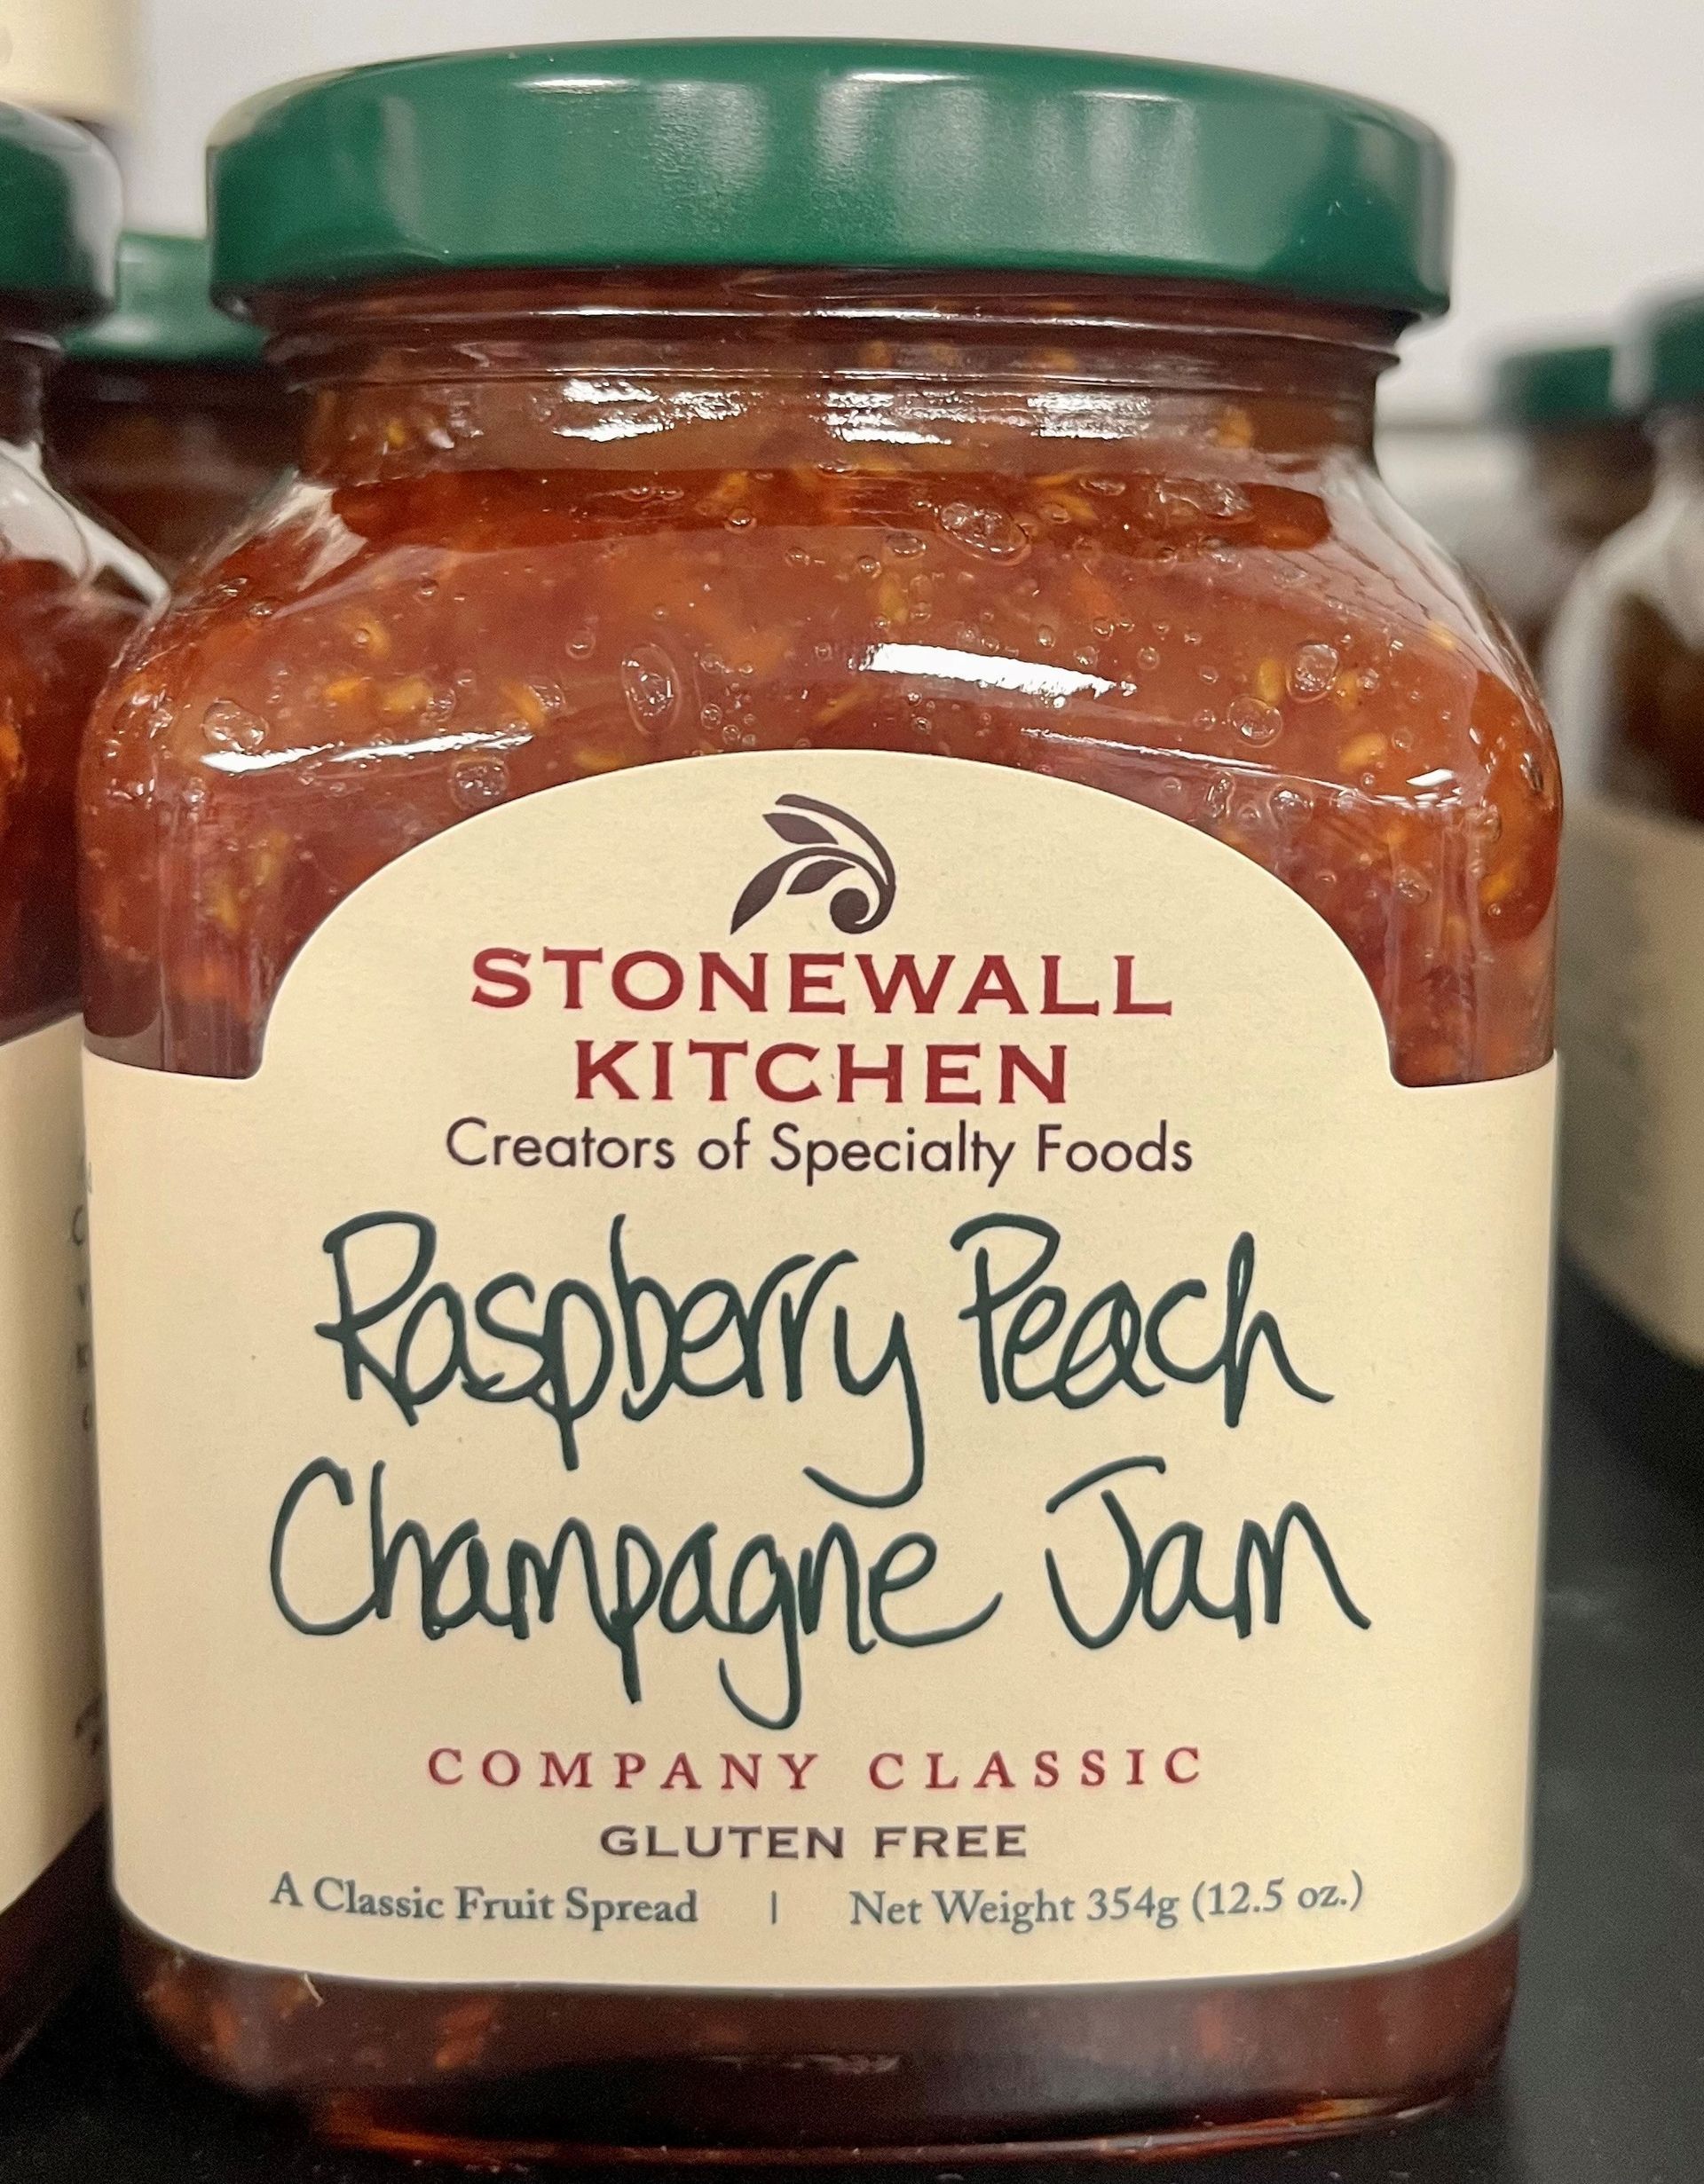 STONEWALL
KITCHEN
Creators of Specialty Foods
Raspberry Peach
Champagne Jam
COMPANY CLASSIC
GLUTEN FREE
A Classic Fruit Spread | Net Weight 354g (12.5 oz.)